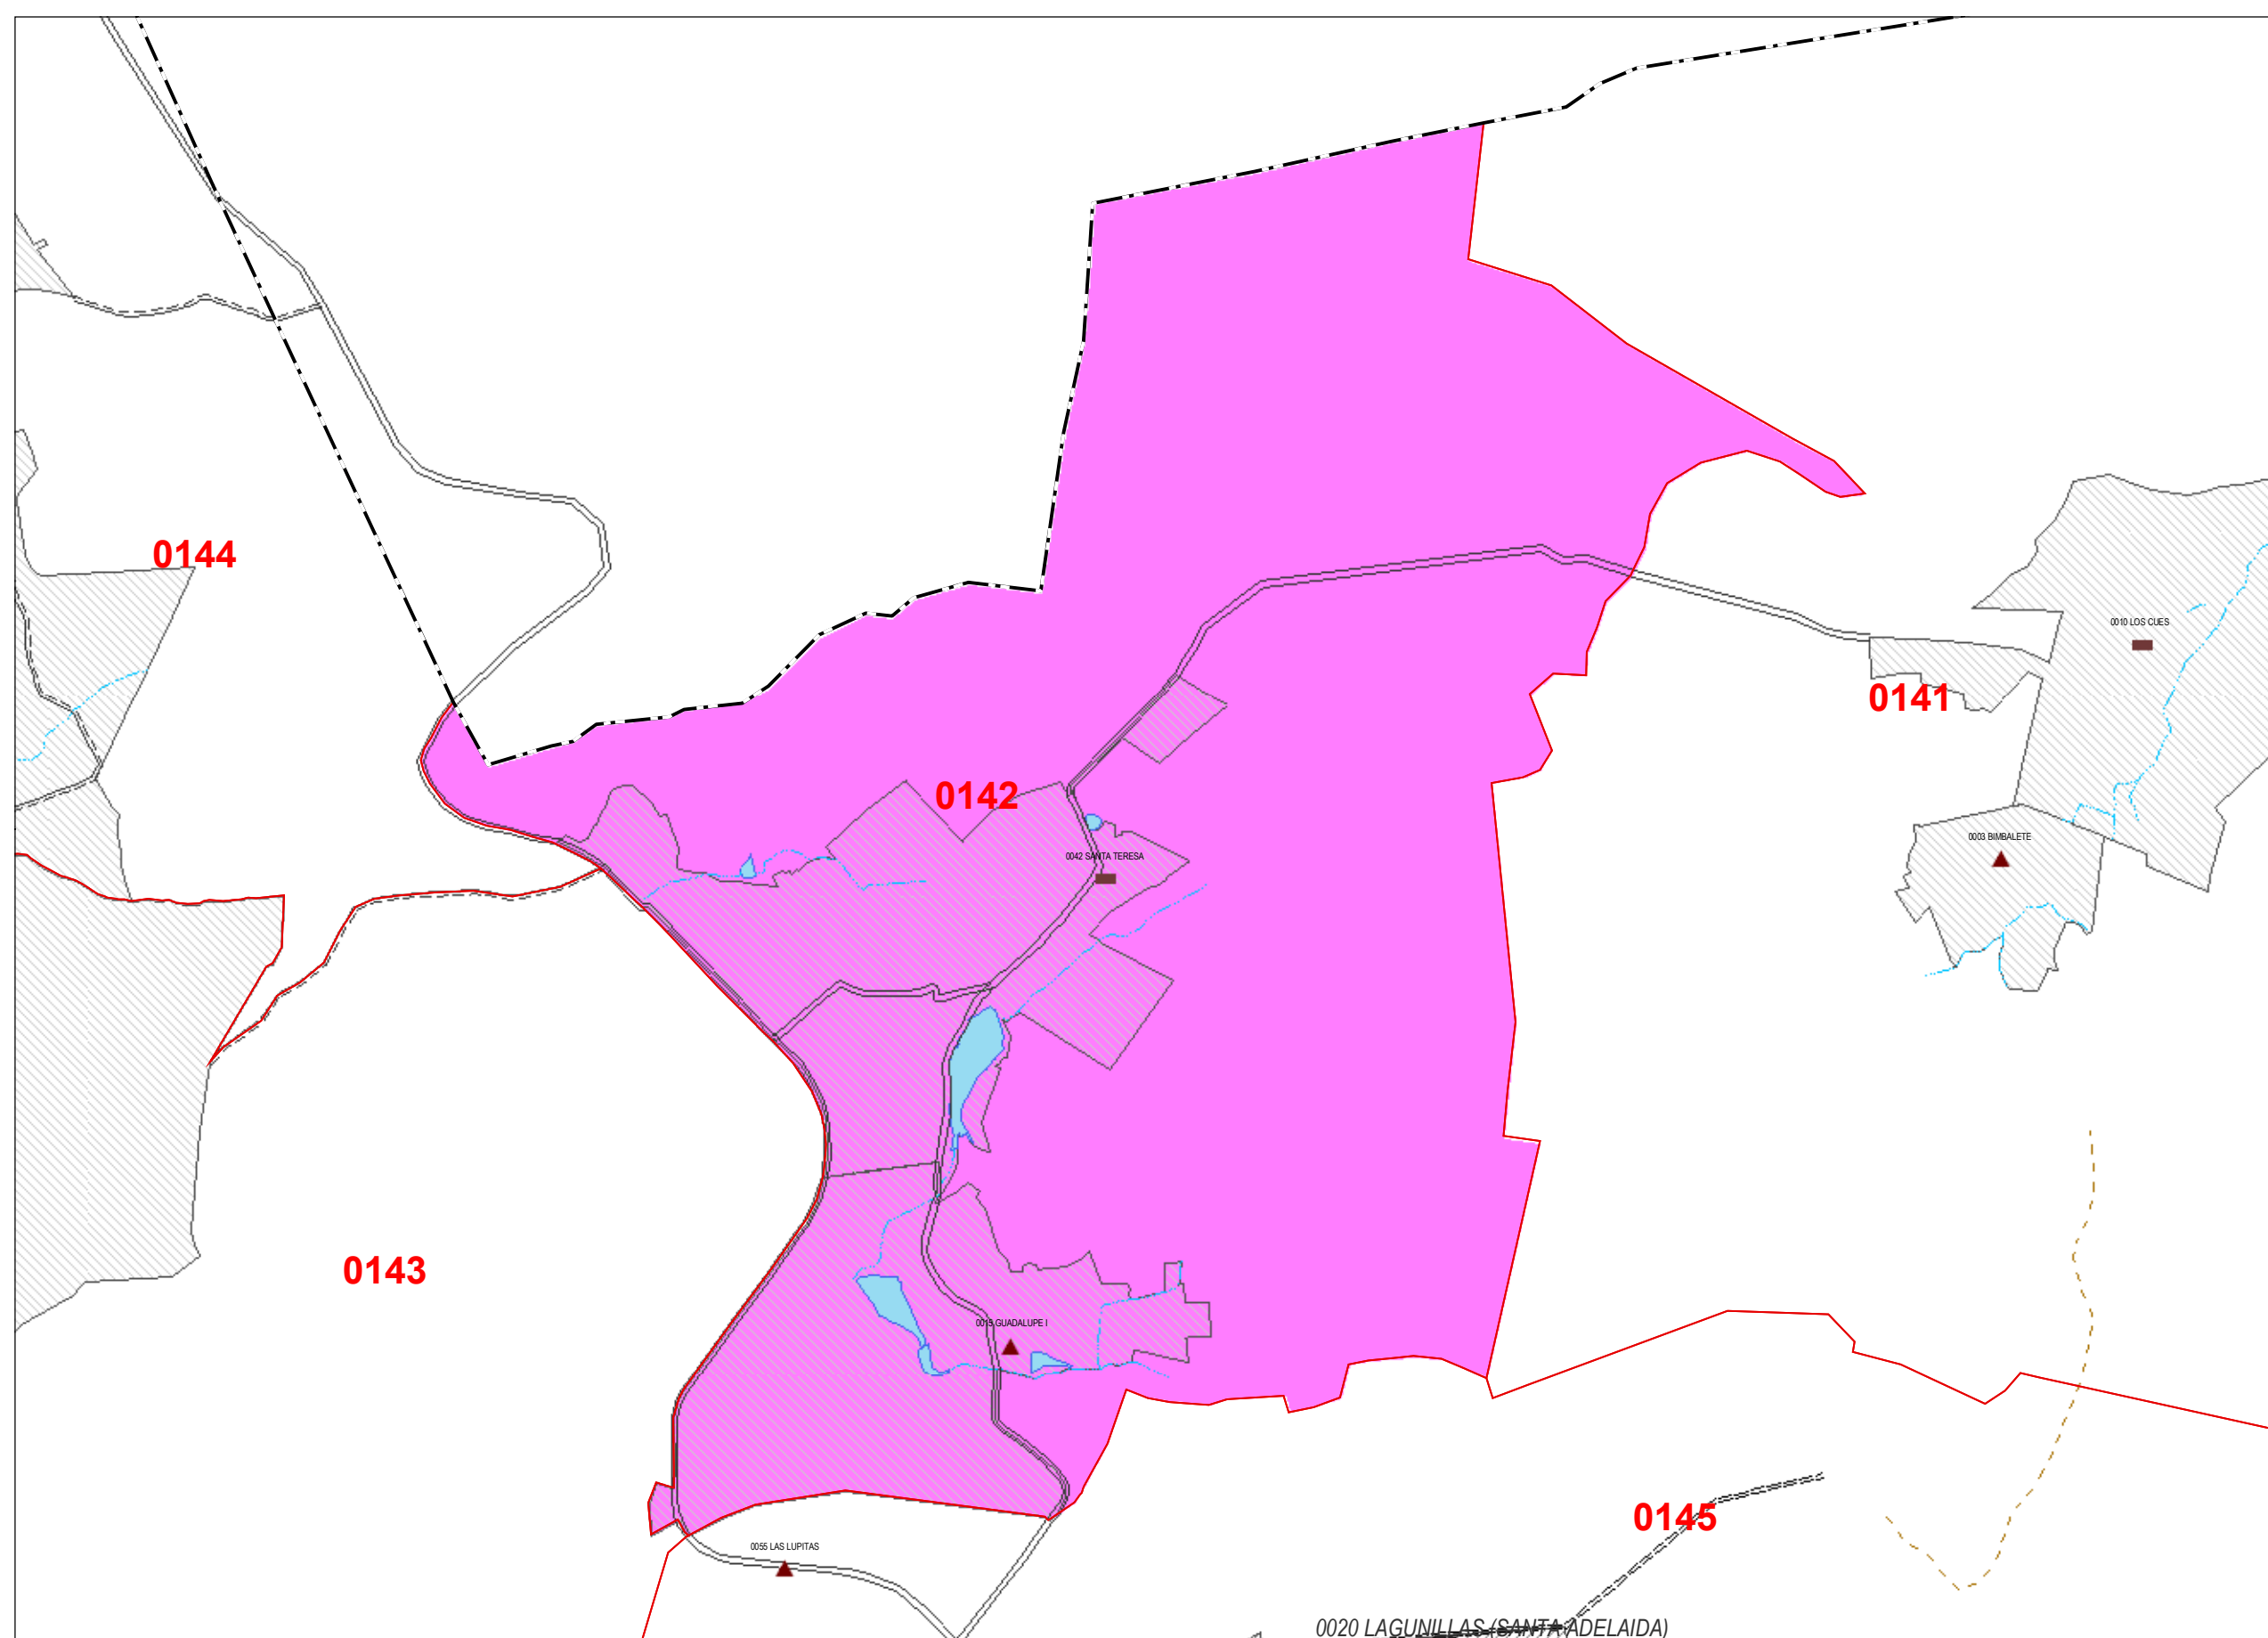 0144
0010 LOS CUES
0141
0142
0003 BIMBALETE
0042 SANTA TERESA
0143
0019 GUADALUPE I
0145
0055 LAS LUPITAS
0020 LAGUNILLAS (SANTA ADELAIDA)